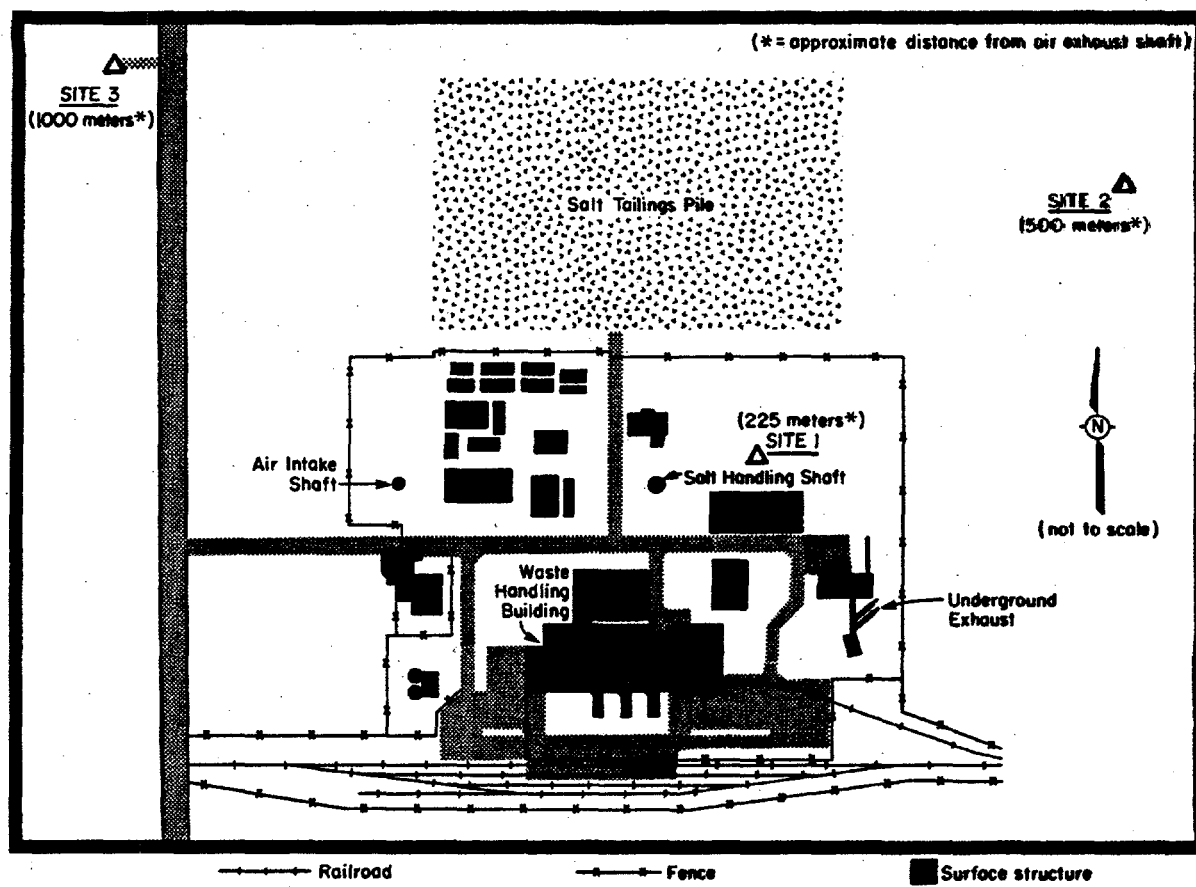 (*= approximate distance from air exhaust shaft)
SITE 3
(1000 meters*)
Salt Tailings Pile
SITE 2
(500 meters*)
(225 meters*)
SITE 1
Air Intake
Shaft
Salt Handling Shaft
N
(not to scale)
Waste
Handling
Building
Underground
Exhaust
Railroad
Fence
Surface structure